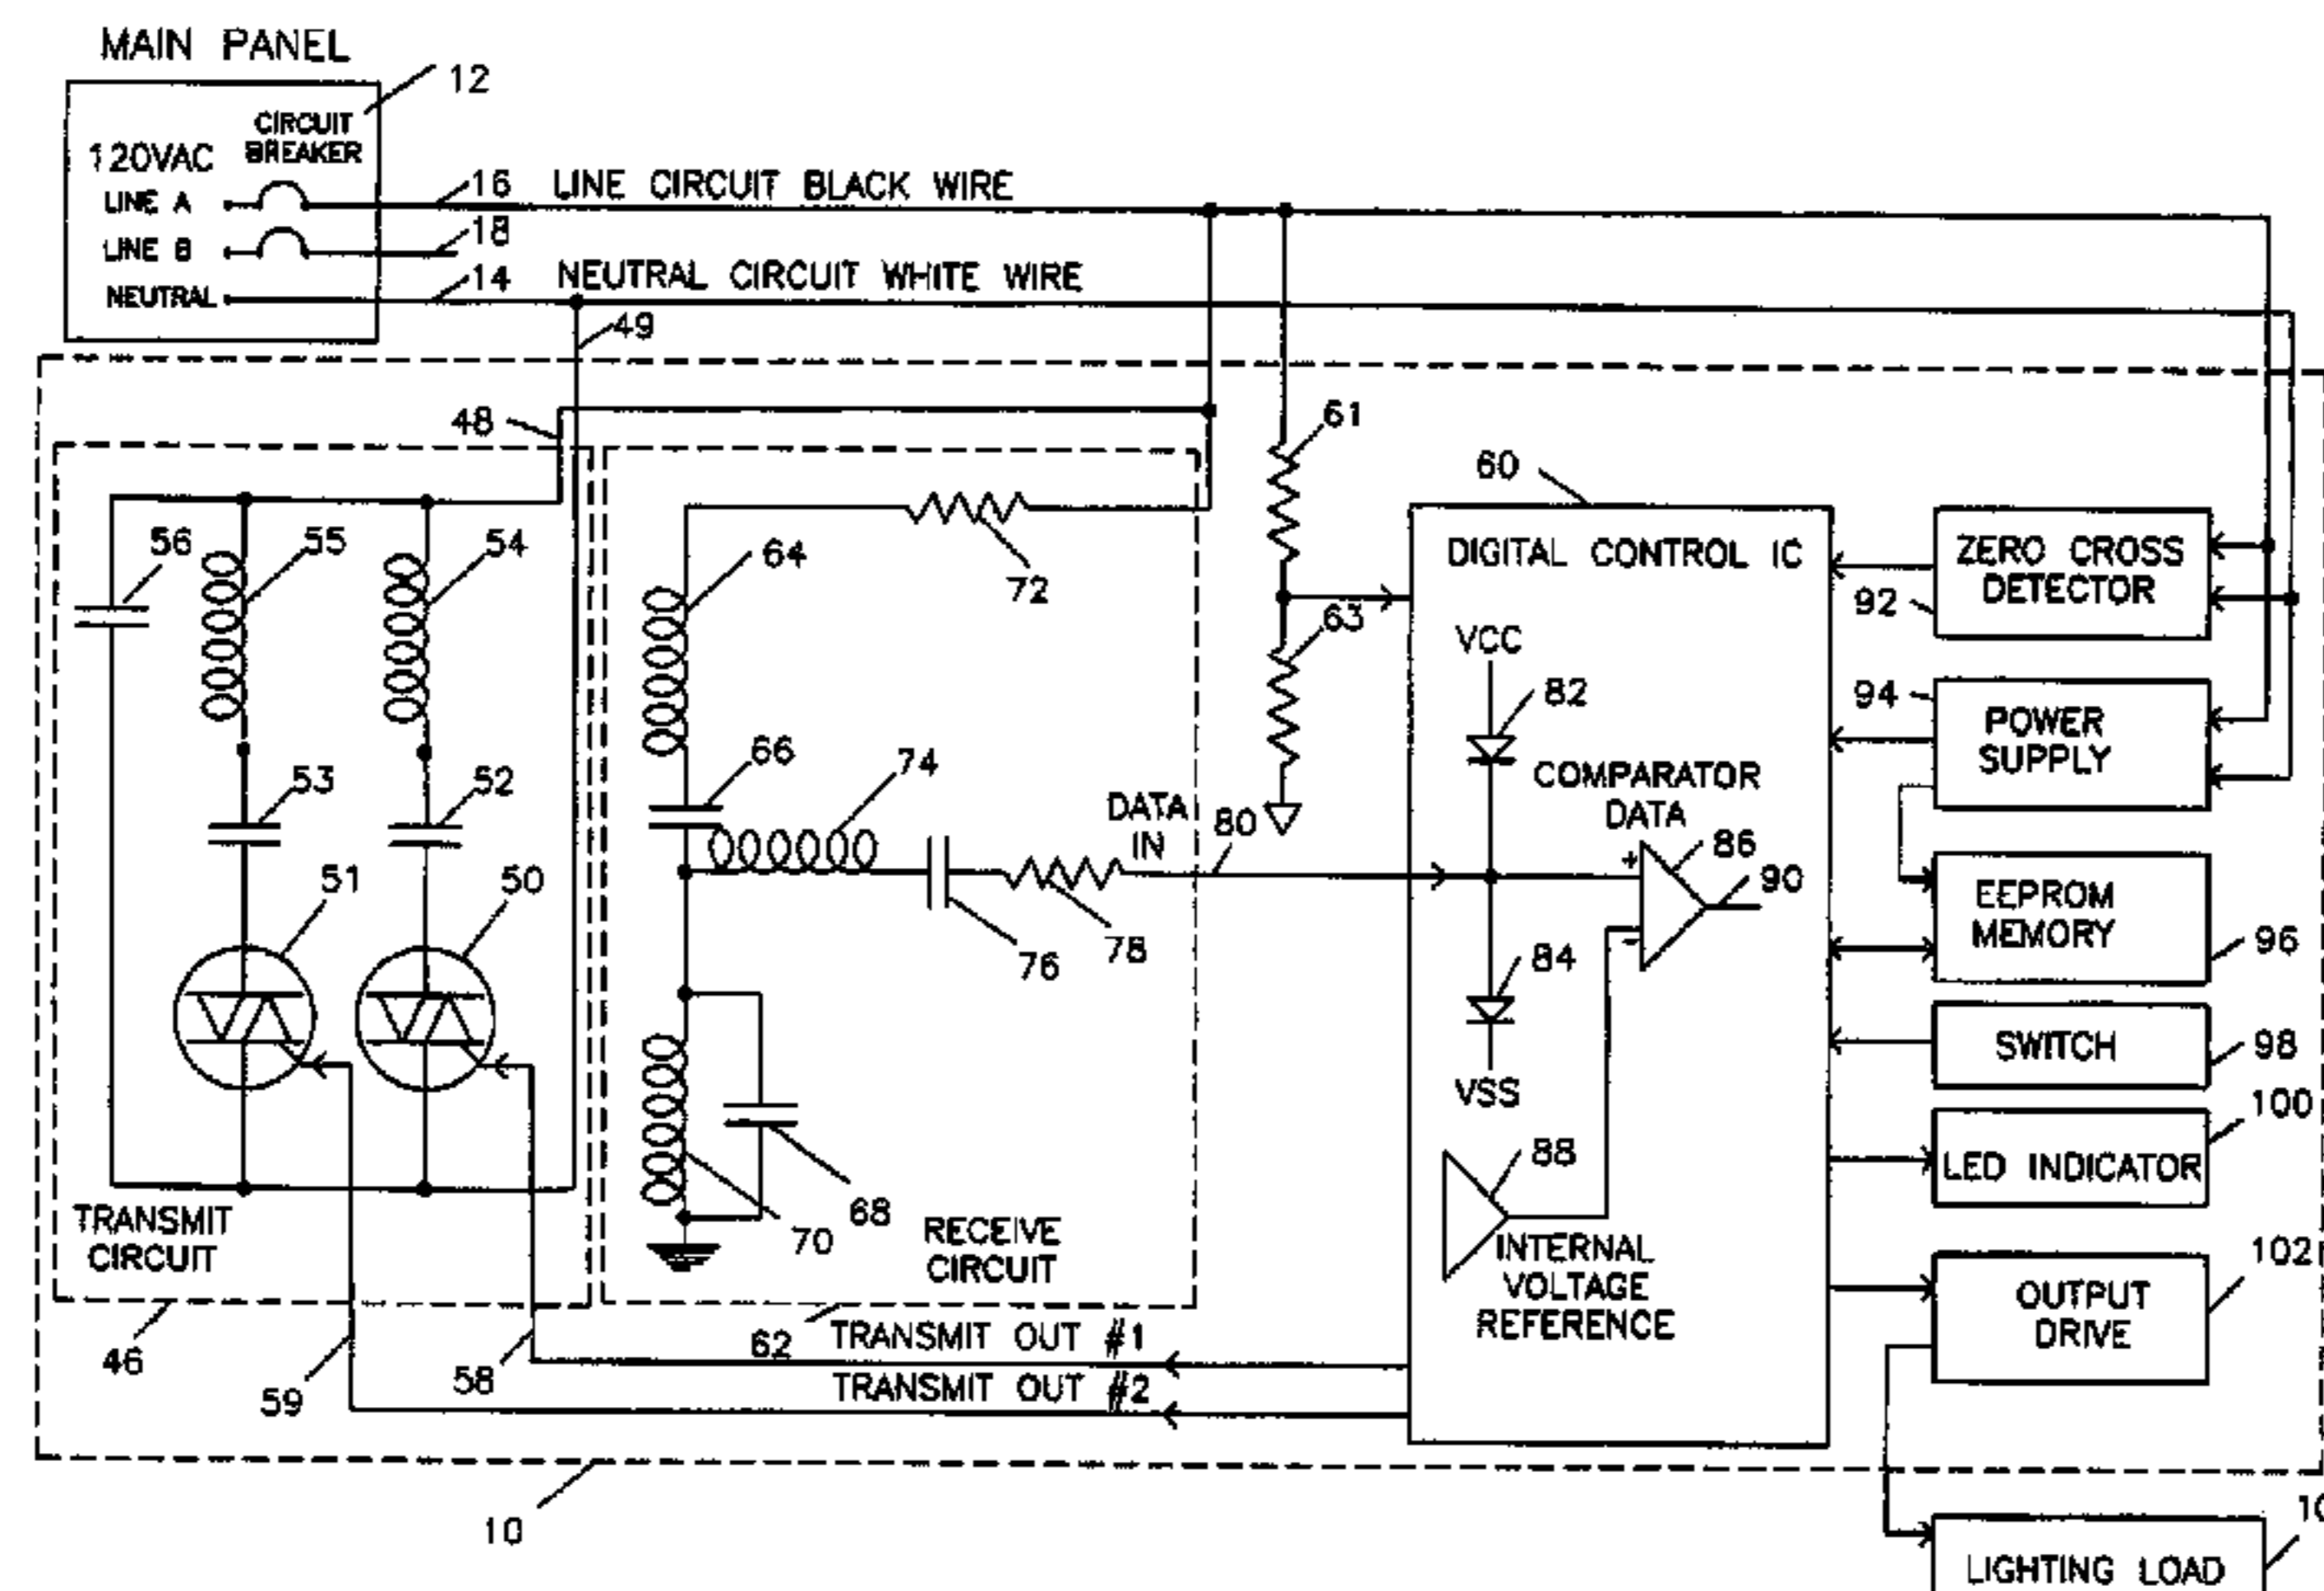 MAIN PANEL
12
CIRCUIT
BREAKER
120VAC
LINE A
16 LINE CIRCUIT BLACK WIRE
LINE B
18
NEUTRAL
14 NEUTRAL CIRCUIT WHITE WIRE
49
48
61
60
56
55
54
64
72
DIGITAL CONTROL IC
ZERO CROSS
DETECTOR
92
63
VCC
82
94
POWER
SUPPLY
66
74
53
52
COMPARATOR
DATA
DATA
IN
80
86
+
-
90
51
50
76
78
84
EEPROM
MEMORY
96
SWITCH
98
VSS
100
LED INDICATOR
88
TRANSMIT
CIRCUIT
70
68
RECEIVE
CIRCUIT
INTERNAL
VOLTAGE
REFERENCE
102
OUTPUT
DRIVE
46
59
58
62
TRANSMIT OUT #1
TRANSMIT OUT #2
10
LIGHTING LOAD